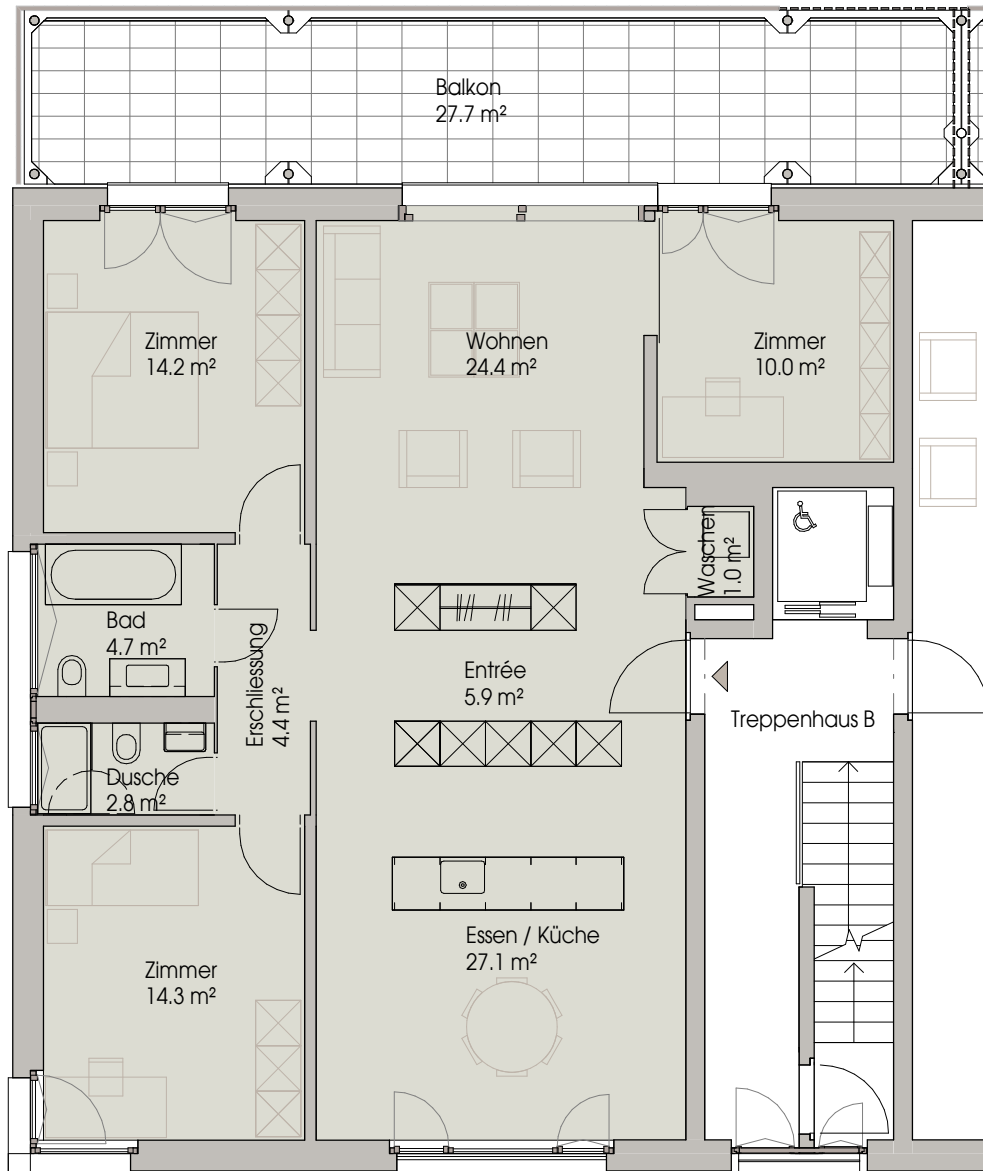 Balkon
27.7 m²
Zimmer
14.2 m²
Wohnen
24.4 m²
Zimmer
10.0 m²
Waschen
1.0 m²
Bad
4.7 m²
Erschliessung
4.4 m²
Entrée
5.9 m²
Treppenhaus B
Dusche
2.8 m²
Essen / Küche
27.1 m²
Zimmer
14.3 m²